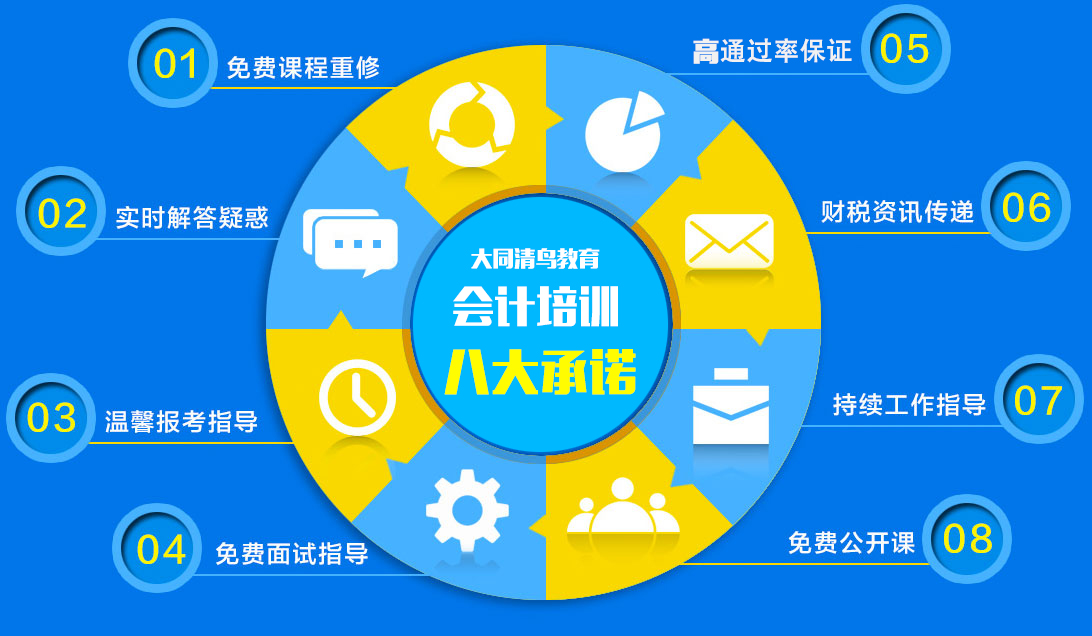 01
免费课程重修
02
实时解答疑惑
03
温馨报考指导
04
免费面试指导
大同清鸟教育
会计培训
八大承诺
05
高通过率保证
06
财税资讯传递
07
持续工作指导
08
免费公开课